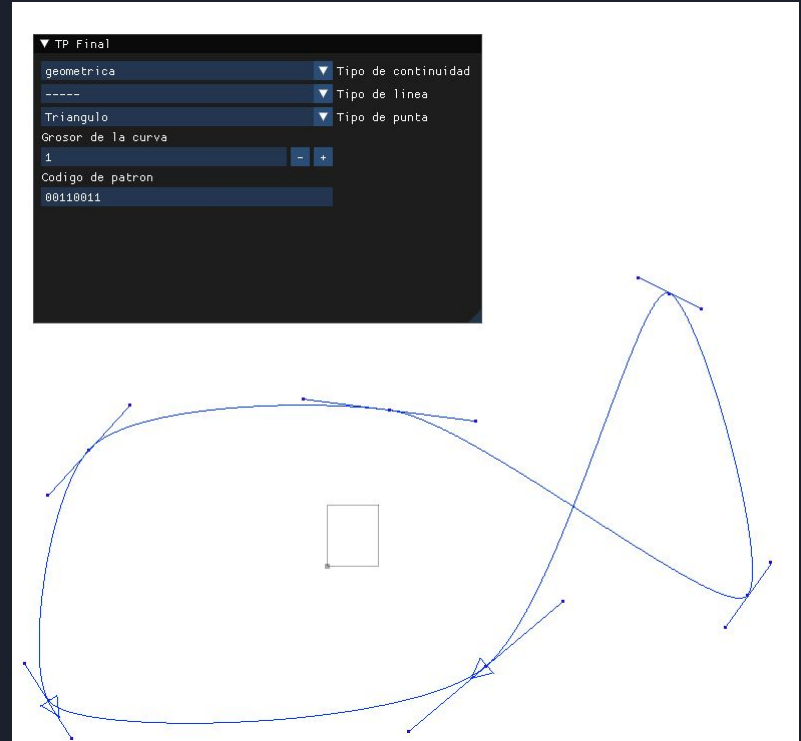 TP Final
geometrica Tipo de continuidad
----- Tipo de linea
Triangulo Tipo de punta
Grosor de la curva
1 - +
Codigo de patron
00110011